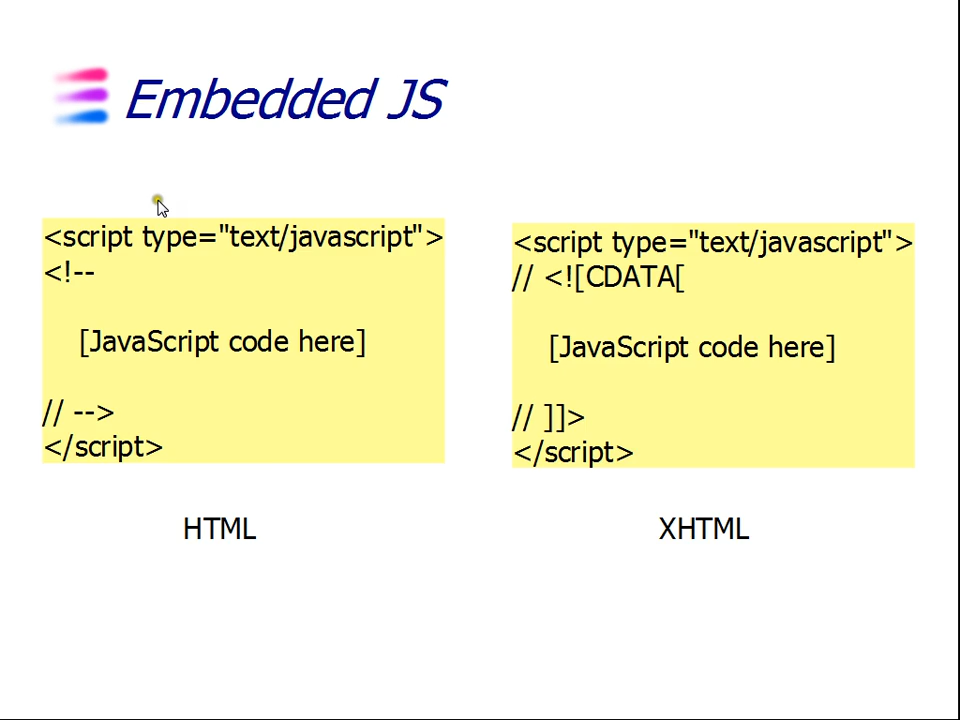 Embedded JS
<script type="text/javascript">
<!--
[JavaScript code here]
// -->
</script>
HTML
<script type="text/javascript">
// <![CDATA[
[JavaScript code here]
// ]]>
</script>
XHTML